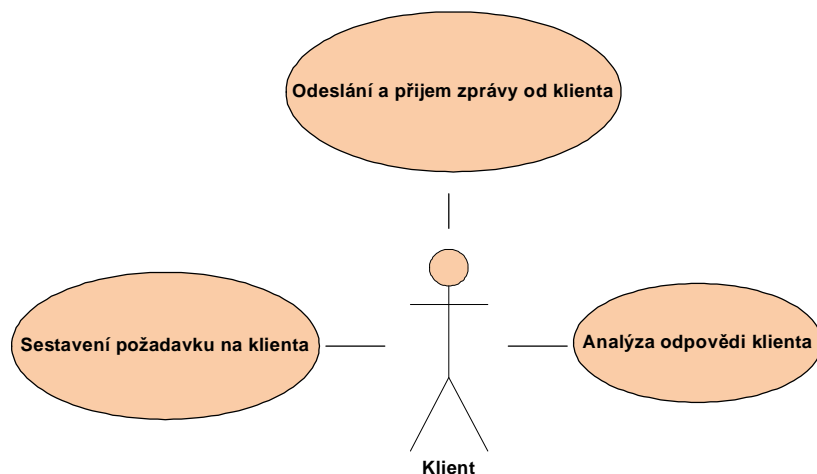 Odeslání a přijem zprávy od klienta
Sestavení požadavku na klienta
Analýza odpovědi klienta
Klient